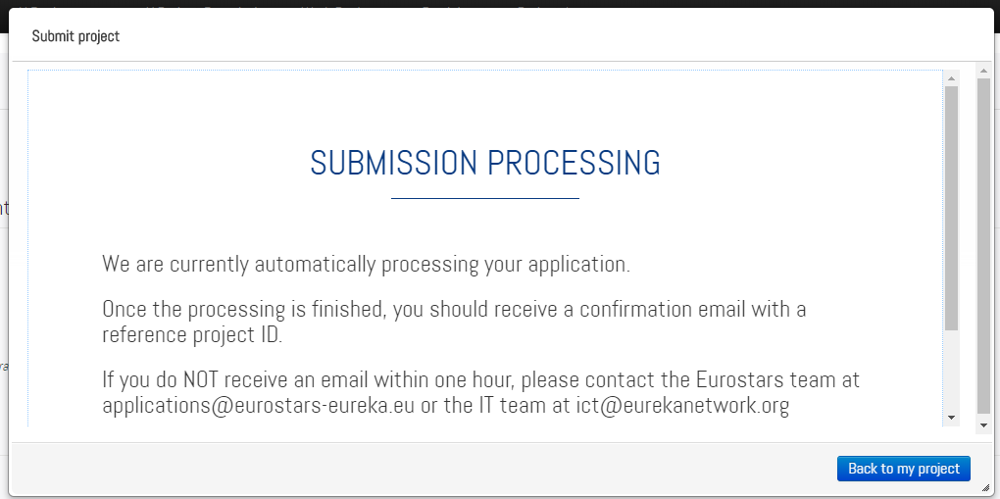 Submit project
SUBMISSION PROCESSING
We are currently automatically processing your application.
Once the processing is finished, you should receive a confirmation email with a
reference project ID.
If you do NOT receive an email within one hour, please contact the Eurostars team at
applications@eurostars-eureka.eu or the IT team at ict@eurekanetwork.org
Back to my project